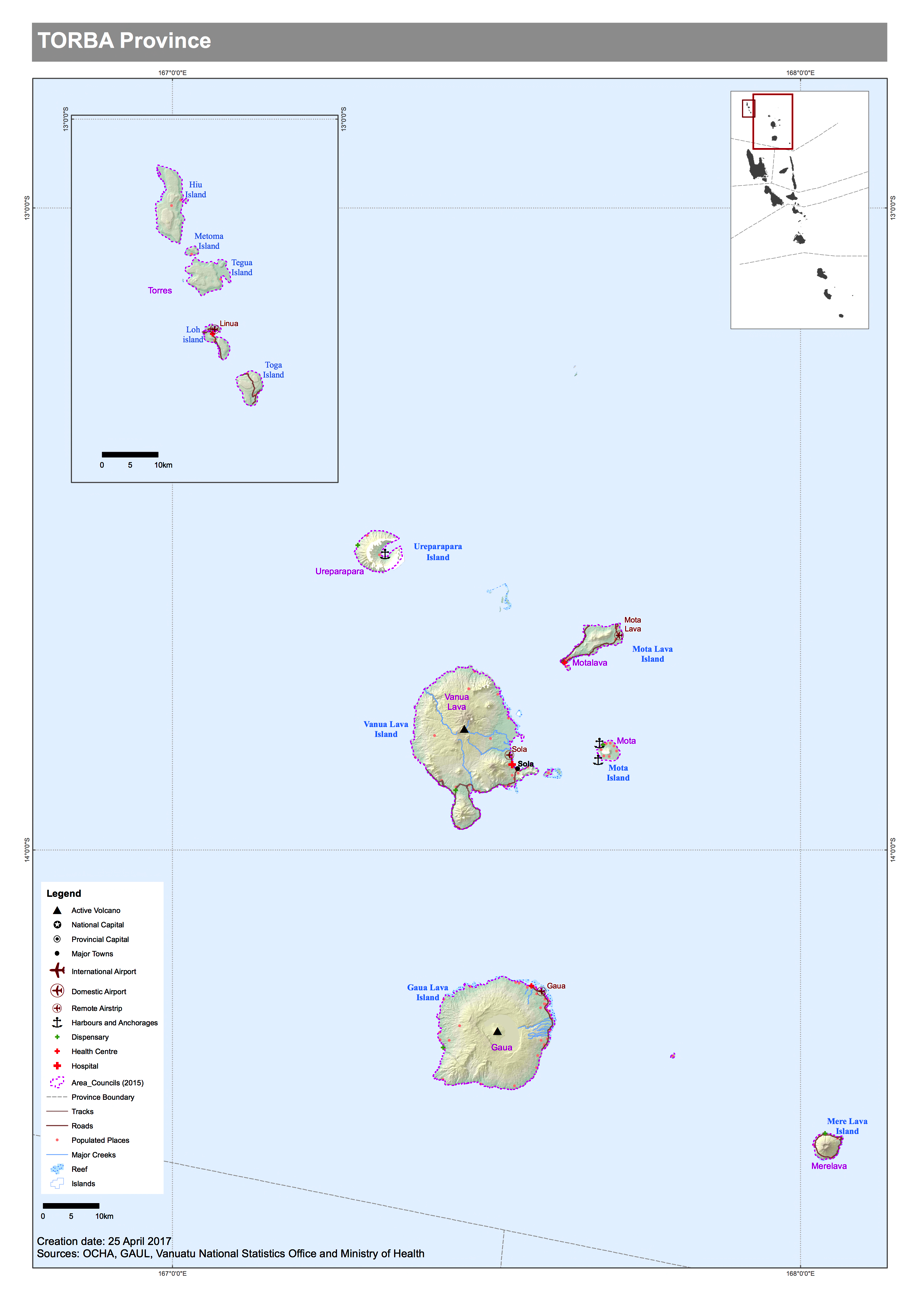 TORBA Province
167°0'0"E
168°0'0"E
13°0'0"S
13°0'0"S
13°0'0"S
13°0'0"S
Hiu
Island
Metoma
Island
Tegua
Island
Torres
Linua
Loh
island
Toga
Island
0 5 10km
Ureparapara
Island
Ureparapara
Mota
Lava
Mota Lava
Island
Motalava
Vanua
Lava
Vanua Lava
Island
Mota
Sola
Sola
Mota
Island
14°0'0"S
14°0'0"S
Legend
Active Volcano
National Capital
Provincial Capital
Major Towns
International Airport
Domestic Airport
Remote Airstrip
Harbours and Anchorages
Dispensary
Health Centre
Hospital
Area_Councils (2015)
Province Boundary
Tracks
Roads
Populated Places
Major Creeks
Reef
Islands
0 5 10km
Gaua Lava
Island
Gaua
Gaua
Mere Lava
Island
Merelava
Creation date: 25 April 2017
Sources: OCHA, GAUL, Vanuatu National Statistics Office and Ministry of Health
167°0'0"E
168°0'0"E